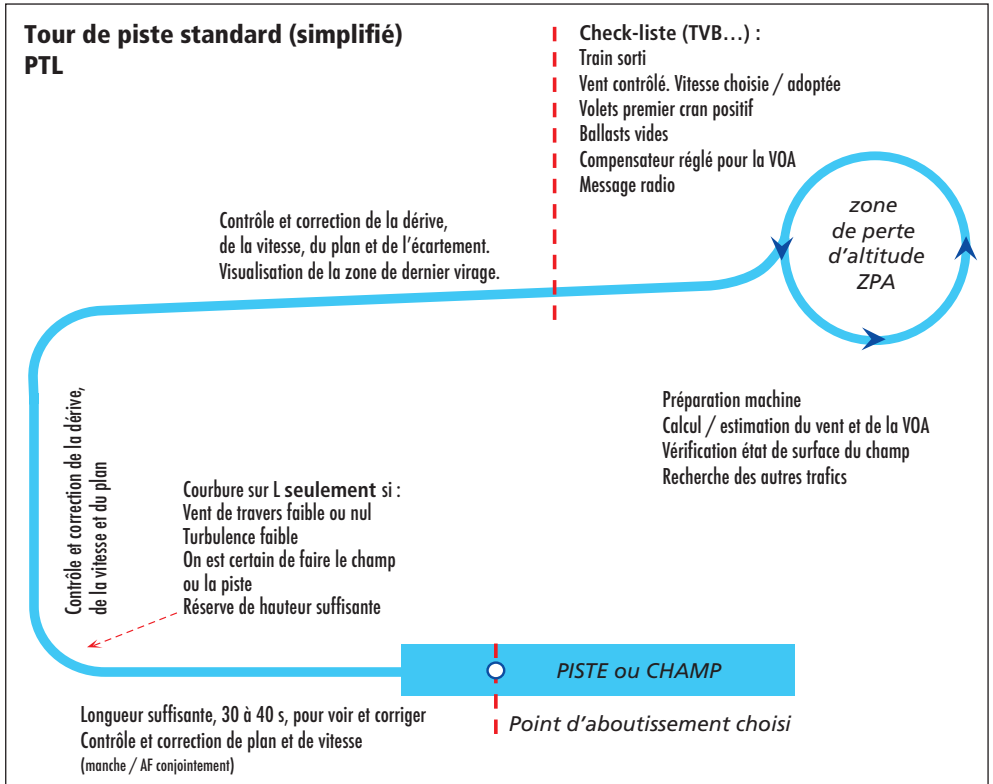 Tour de piste standard (simplifié)
PTL
Check-liste (TVB…) :
Train sorti
Vent contrôlé. Vitesse choisie / adoptée
Volets premier cran positif
Ballasts vides
Compensateur réglé pour la VOA
Message radio
zone
de perte
d'altitude
ZPA
Contrôle et correction de la dérive,
de la vitesse, du plan et de l'écartement.
Visualisation de la zone de dernier virage.
Préparation machine
Calcul / estimation du vent et de la VOA
Vérification état de surface du champ
Recherche des autres trafics
Contrôle et correction de la dérive,
de la vitesse et du plan
Courbure sur L seulement si :
Vent de travers faible ou nul
Turbulence faible
On est certain de faire le champ
ou la piste
Réserve de hauteur suffisante
PISTE ou CHAMP
Point d'aboutissement choisi
Longueur suffisante, 30 à 40 s, pour voir et corriger
Contrôle et correction de plan et de vitesse
(manche / AF conjointement)